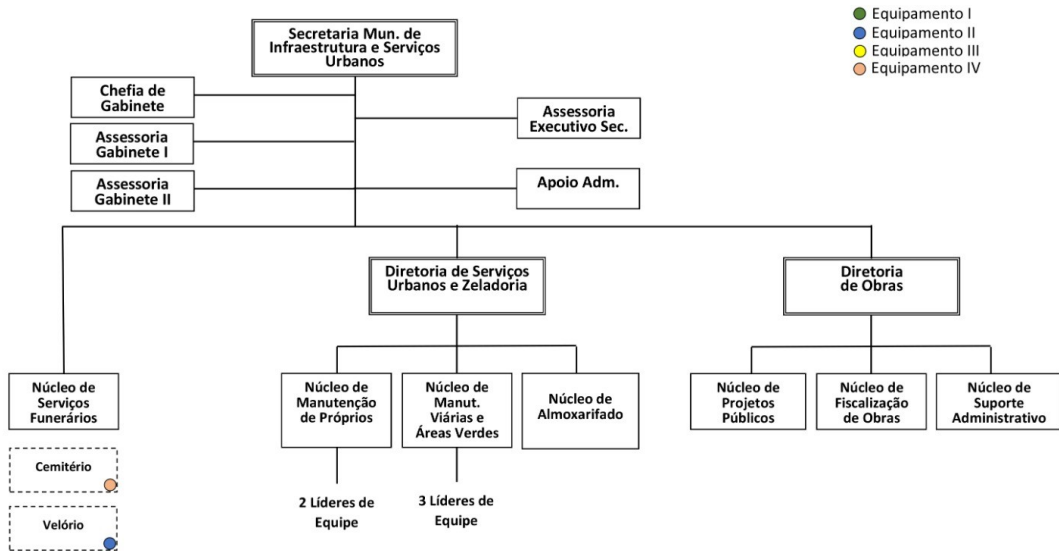 Secretaria Mun. de
Infraestrutura e Serviços
Urbanos
Equipamento I
Equipamento II
Equipamento III
Equipamento IV
Chefia de
Gabinete
Assessoria
Executivo Sec.
Assessoria
Gabinete I
Assessoria
Gabinete II
Apoio Adm.
Diretoria de Serviços
Urbanos e Zeladoria
Diretoria
de Obras
Núcleo de
Serviços
Funerários
Núcleo de
Manutenção
de Próprios
Núcleo de
Manut.
Viárias e
Áreas Verdes
Núcleo de
Almoxarifado
Núcleo de
Projetos
Públicos
Núcleo de
Fiscalização
de Obras
Núcleo de
Suporte
Administrativo
Cemitério
Velório
2 Líderes de
Equipe
3 Líderes de
Equipe